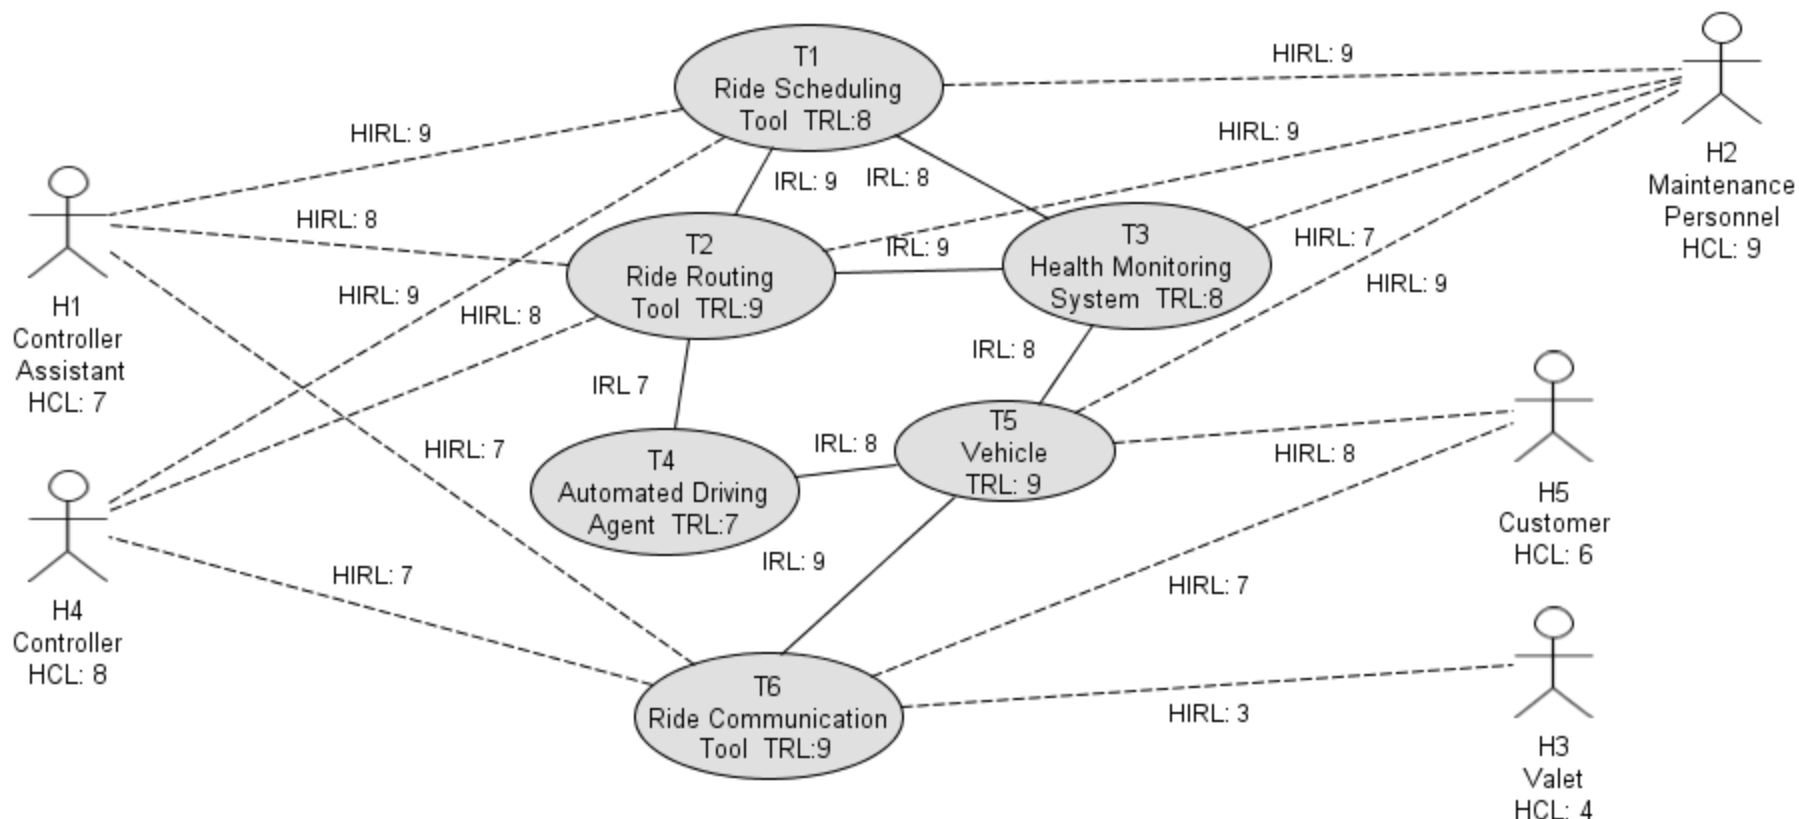 T1
Ride Scheduling
Tool TRL:8
HIRL: 9
HIRL: 9
HIRL: 9
H2
Maintenance
Personnel
HCL: 9
IRL: 9
IRL: 8
HIRL: 8
T2
Ride Routing
Tool TRL:9
IRL: 9
T3
Health Monitoring
System TRL:8
HIRL: 7
HIRL: 9
H1
Controller
Assistant
HCL: 7
HIRL: 9
HIRL: 8
IRL: 8
IRL 7
HIRL: 7
T4
Automated Driving
Agent TRL:7
IRL: 8
T5
Vehicle
TRL: 9
HIRL: 8
H5
Customer
HCL: 6
IRL: 9
HIRL: 7
HIRL: 7
H4
Controller
HCL: 8
T6
Ride Communication
Tool TRL:9
HIRL: 3
H3
Valet
HCL: 4